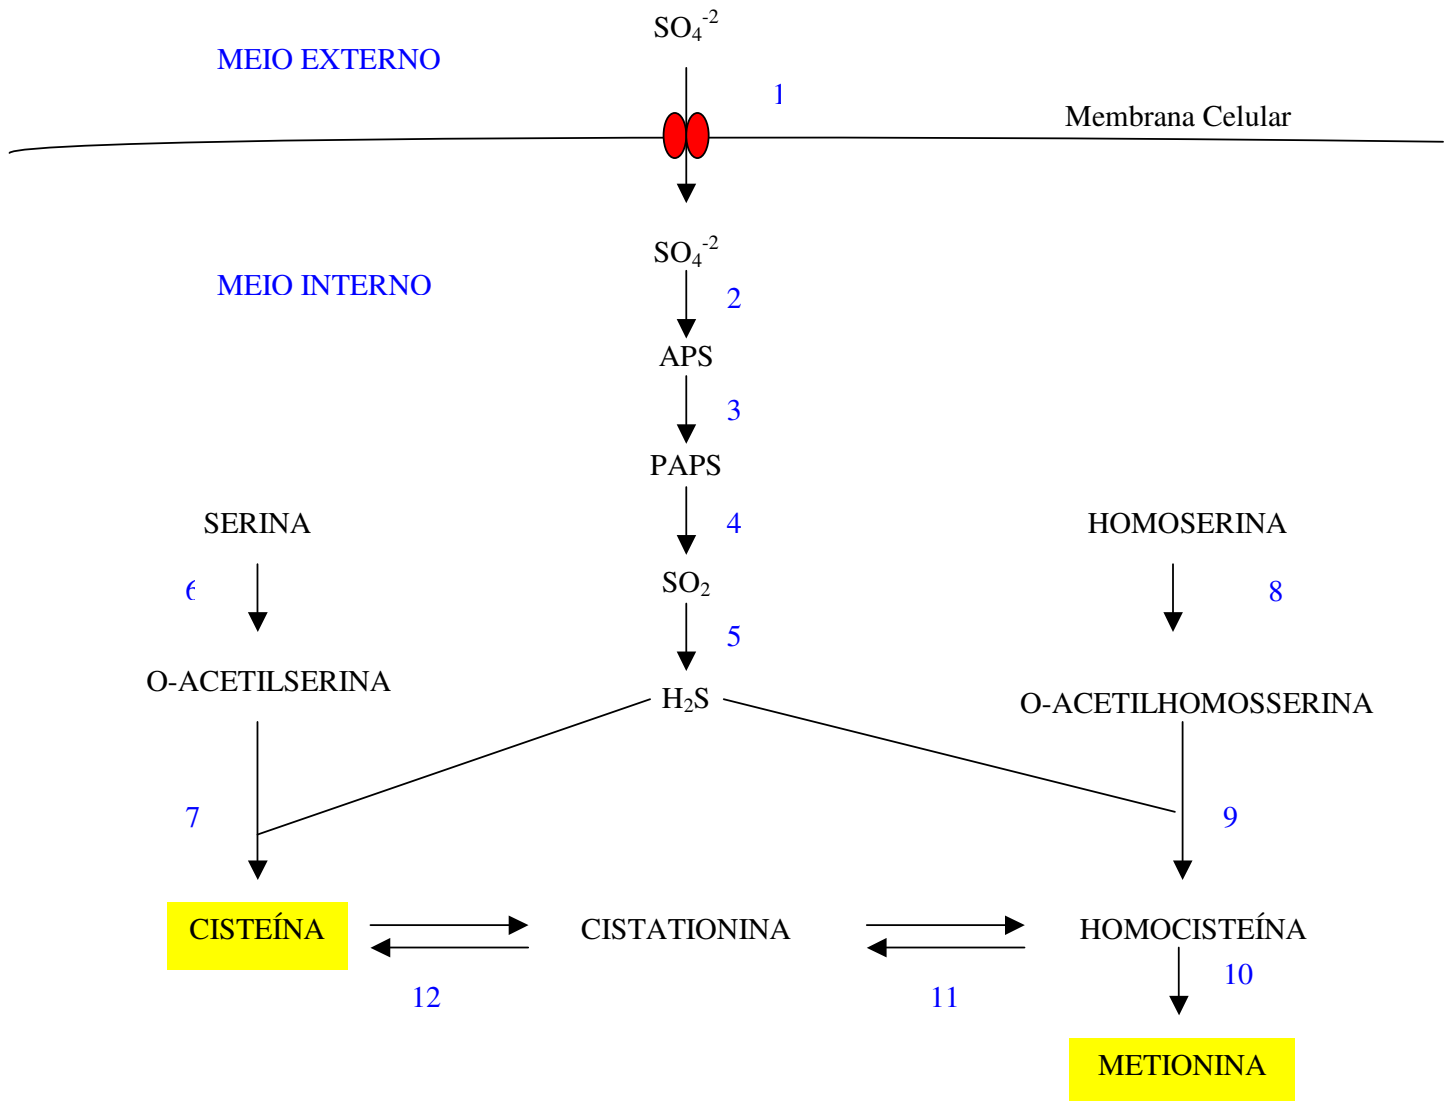 SO₄⁻²
MEIO EXTERNO
1
Membrana Celular
SO₄⁻²
MEIO INTERNO
2
APS
3
PAPS
SERINA
4
HOMOSERINA
6
SO₂
8
5
O-ACETILSERINA
H₂S
O-ACETILHOMOSSERINA
7
9
CISTEÍNA
CISTATIONINA
HOMOCISTEÍNA
10
12
11
METIONINA